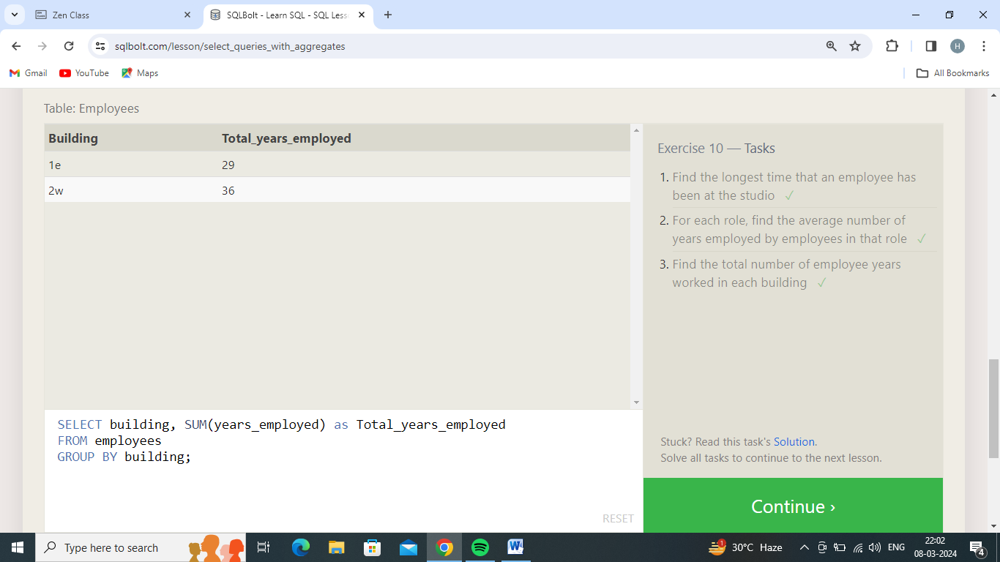 Zen Class
SQLBolt - Learn SQL - SQL Less
sqlbolt.com/lesson/select_queries_with_aggregates
H
Gmail
YouTube
Maps
All Bookmarks
Table: Employees
Building Total_years_employed
1e 29
2w 36
SELECT building, SUM(years_employed) as Total_years_employed
FROM employees
GROUP BY building;
RESET
Exercise 10 — Tasks
1. Find the longest time that an employee has
been at the studio ✓
2. For each role, find the average number of
years employed by employees in that role ✓
3. Find the total number of employee years
worked in each building ✓
Stuck? Read this task's Solution.
Solve all tasks to continue to the next lesson.
Continue ›
Type here to search
W
1
30°C Haze
ENG
22:02
08-03-2024
4